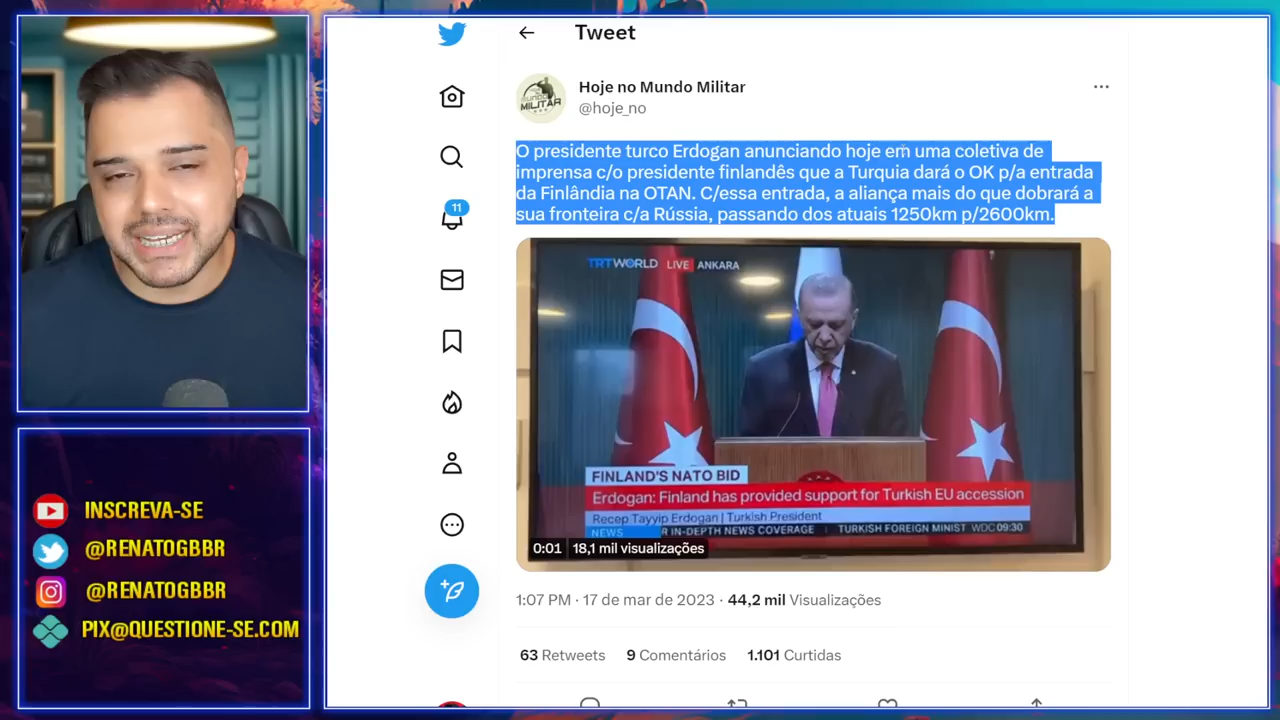 Tweet
Hoje no Mundo Militar
@hoje_no
MILITAR
O presidente turco Erdogan anunciando hoje em uma coletiva de
imprensa c/o presidente finlandês que a Turquia dará o OK p/a entrada
da Finlândia na OTAN. C/essa entrada, a aliança mais do que dobrará a
sua fronteira c/a Rússia, passando dos atuais 1250km p/2600km.
11
TRT WORLD LIVE ANKARA
FINLAND'S NATO BID
Erdogan: Finland has provided support for Turkish EU accession
Recep Tayyip Erdogan | Turkish President
NEWS R IN-DEPTH NEWS COVERAGE TURKISH FOREIGN MINIST WDC 09:30
0:01 18,1 mil visualizações
1:07 PM · 17 de mar de 2023 · 44,2 mil Visualizações
63 Retweets 9 Comentários 1.101 Curtidas
INSCREVA-SE
@RENATOGBBR
@RENATOGBBR
PIX@QUESTIONE-SE.COM